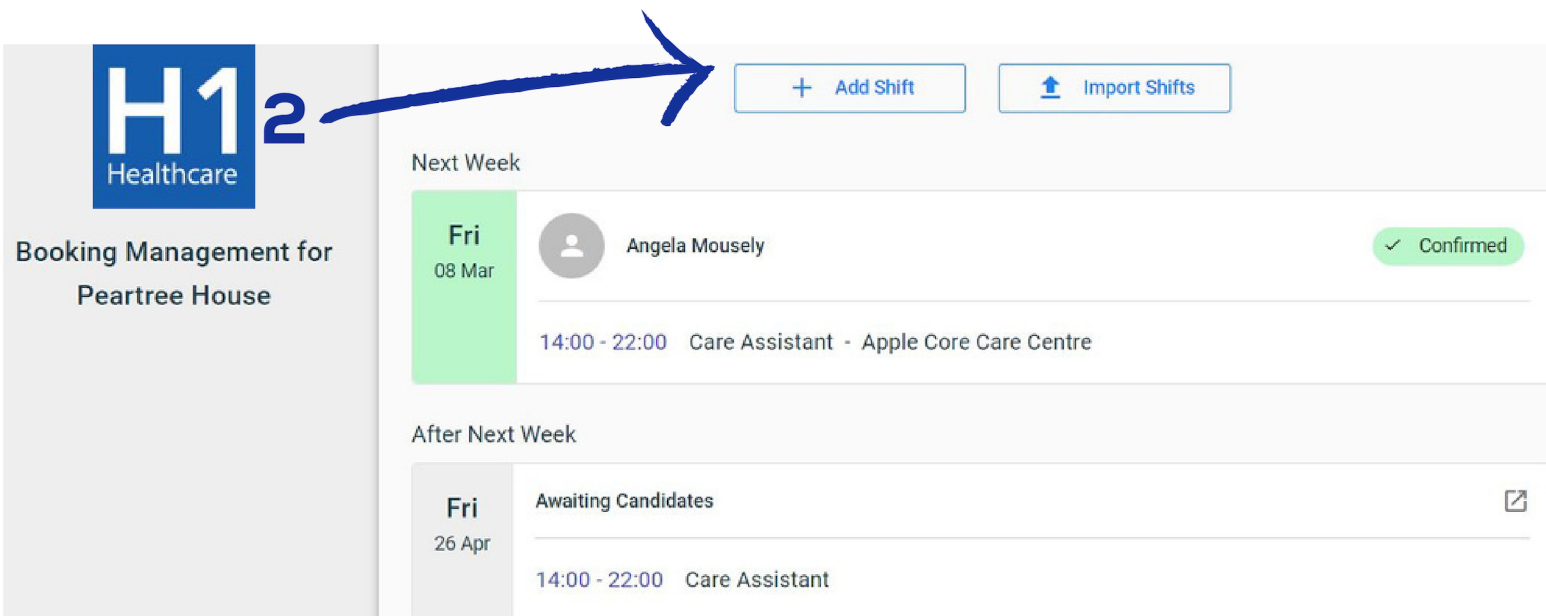 H1
Healthcare
2
Booking Management for
Peartree House
+ Add Shift
Import Shifts
Next Week
Fri
08 Mar
Angela Mousely
✓ Confirmed
14:00 - 22:00 Care Assistant - Apple Core Care Centre
After Next Week
Fri
26 Apr
Awaiting Candidates
14:00 - 22:00 Care Assistant